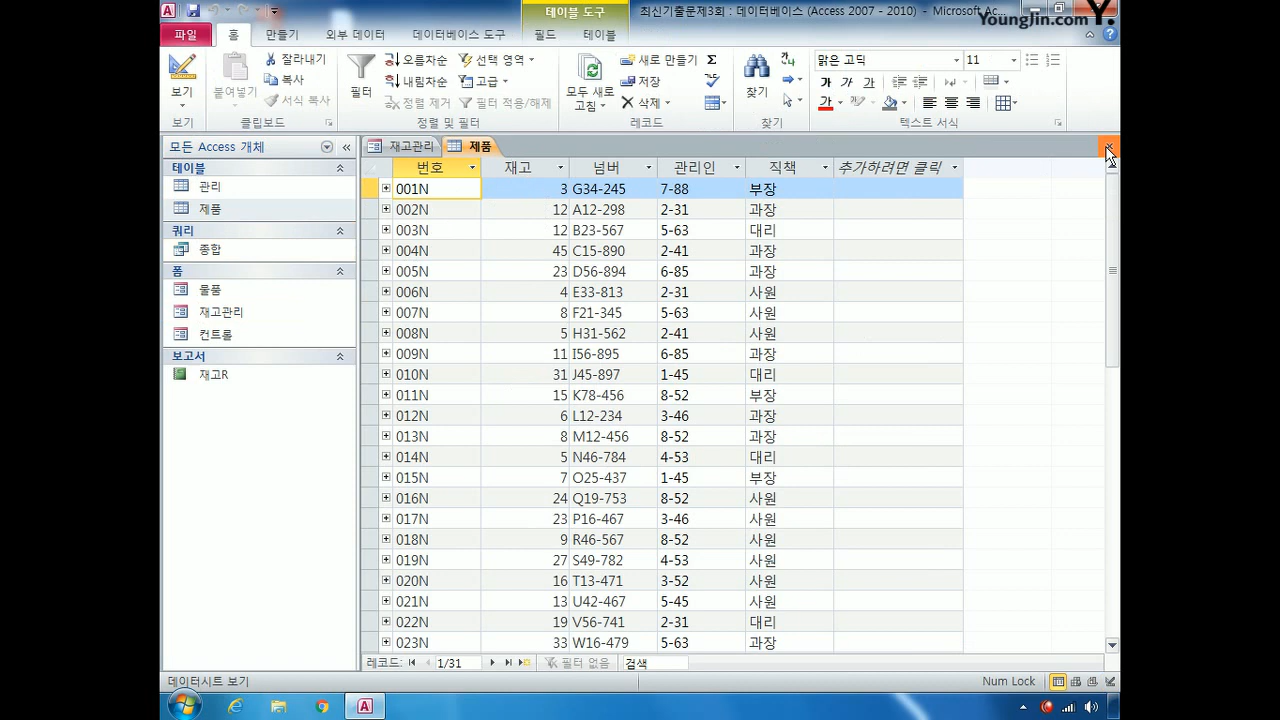 테이블 도구
최신기출문제3회 : 데이터베이스 (Access 2007 - 2010) - Microsoft Ac...
YoungJin.com Y.
파일 홈 만들기 외부 데이터 데이터베이스 도구 필드 테이블
보기
붙여넣기
잘라내기
복사
서식 복사
필터
오름차순
내림차순
정렬 제거
선택 영역
고급
필터 적용/해제
모두 새로 고침
새로 만들기
저장
삭제
찾기
맑은 고딕 11
가 가 가
가
보기 클립보드 정렬 및 필터 레코드 찾기 텍스트 서식
모든 Access 개체
테이블
관리
제품
쿼리
종합
폼
물품
재고관리
컨트롤
보고서
재고R
재고관리 제품
번호 재고 넘버 관리인 직책 추가하려면 클릭
001N 3 G34-245 7-88 부장
002N 12 A12-298 2-31 과장
003N 12 B23-567 5-63 대리
004N 45 C15-890 2-41 과장
005N 23 D56-894 6-85 과장
006N 4 E33-813 2-31 사원
007N 8 F21-345 5-63 사원
008N 5 H31-562 2-41 사원
009N 11 I56-895 6-85 과장
010N 31 J45-897 1-45 대리
011N 15 K78-456 8-52 부장
012N 6 L12-234 3-46 과장
013N 8 M12-456 8-52 과장
014N 5 N46-784 4-53 대리
015N 7 O25-437 1-45 부장
016N 24 Q19-753 8-52 사원
017N 23 P16-467 3-46 사원
018N 9 R46-567 8-52 사원
019N 27 S49-782 4-53 사원
020N 16 T13-471 3-52 사원
021N 13 U42-467 5-45 사원
022N 19 V56-741 2-31 대리
023N 33 W16-479 5-63 과장
레코드: 1/31 필터 없음 검색
데이터시트 보기 Num Lock